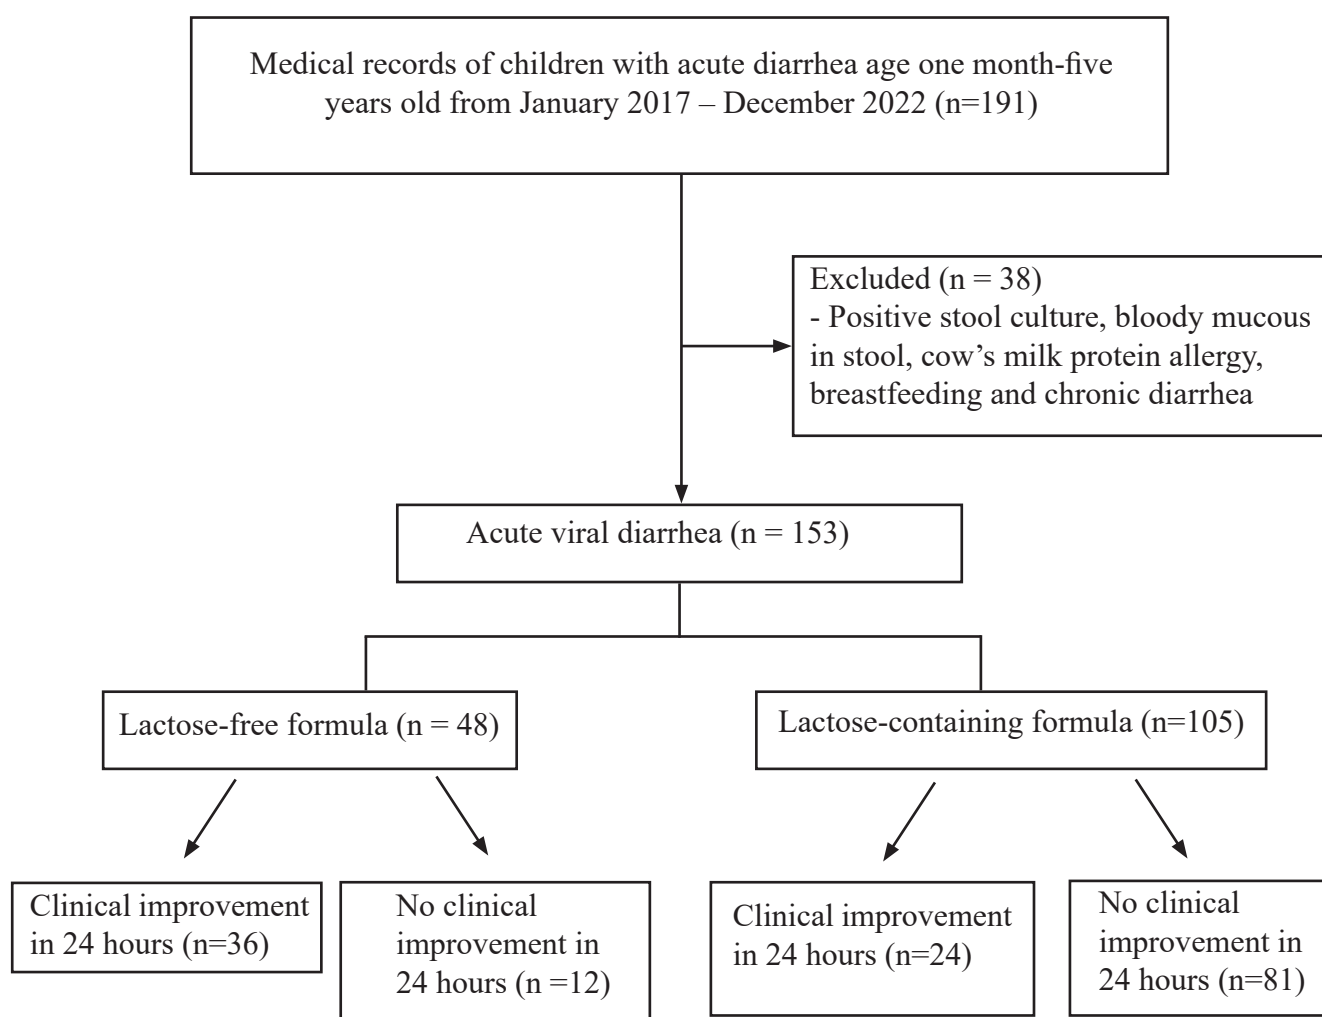 Medical records of children with acute diarrhea age one month-five
years old from January 2017 – December 2022 (n=191)
Excluded (n = 38)
- Positive stool culture, bloody mucous
in stool, cow’s milk protein allergy,
breastfeeding and chronic diarrhea
Acute viral diarrhea (n = 153)
Lactose-free formula (n = 48)
Lactose-containing formula (n=105)
Clinical improvement
in 24 hours (n=36)
No clinical
improvement in
24 hours (n =12)
Clinical improvement
in 24 hours (n=24)
No clinical
improvement in
24 hours (n=81)